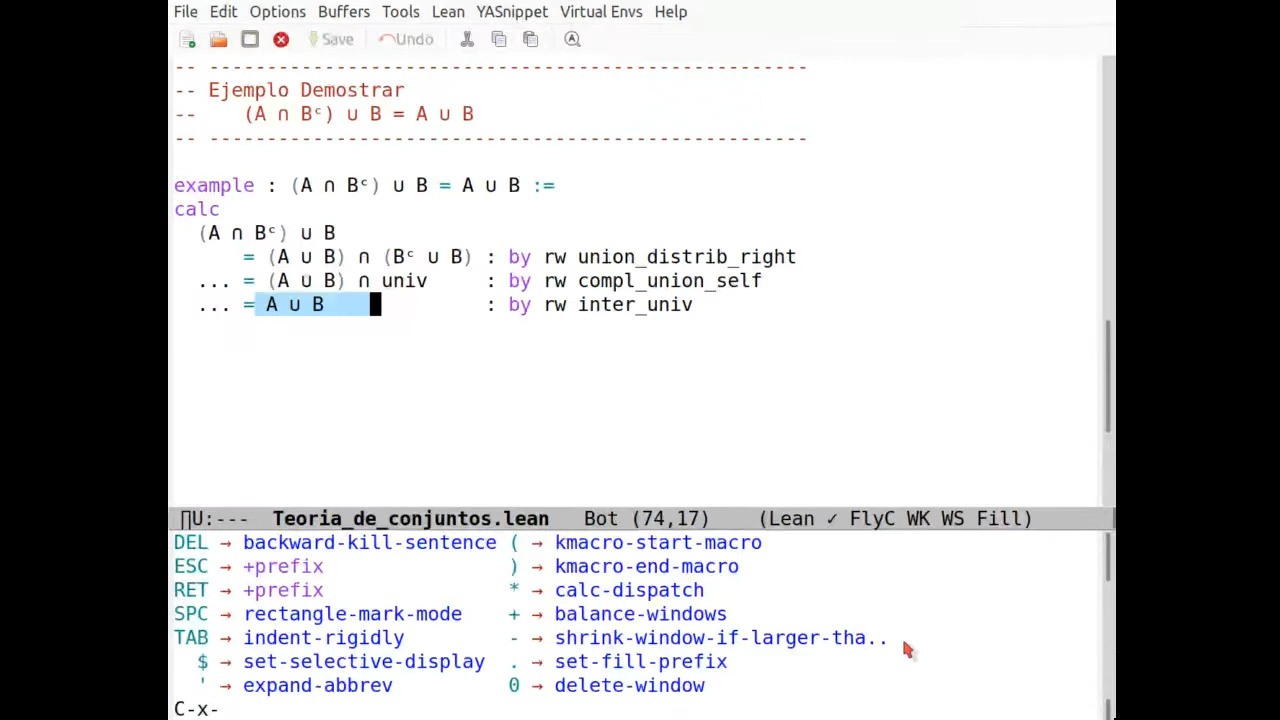 File Edit Options Buffers Tools Lean YASnippet Virtual Envs Help
Save Undo
-- ----------------------------------------------------
-- Ejemplo Demostrar
--    (A ∩ Bᶜ) ∪ B = A ∪ B
-- ----------------------------------------------------
example : (A ∩ Bᶜ) ∪ B = A ∪ B :=
calc
  (A ∩ Bᶜ) ∪ B
      = (A ∪ B) ∩ (Bᶜ ∪ B) : by rw union_distrib_right
  ... = (A ∪ B) ∩ univ     : by rw compl_union_self
  ... = A ∪ B              : by rw inter_univ
∏U:---  Teoria_de_conjuntos.lean   Bot (74,17)    (Lean ✓ FlyC WK WS Fill)
DEL → backward-kill-sentence ( → kmacro-start-macro
ESC → +prefix                ) → kmacro-end-macro
RET → +prefix                * → calc-dispatch
SPC → rectangle-mark-mode    + → balance-windows
TAB → indent-rigidly         - → shrink-window-if-larger-tha..
  $ → set-selective-display  . → set-fill-prefix
  ' → expand-abbrev          0 → delete-window
C-x-